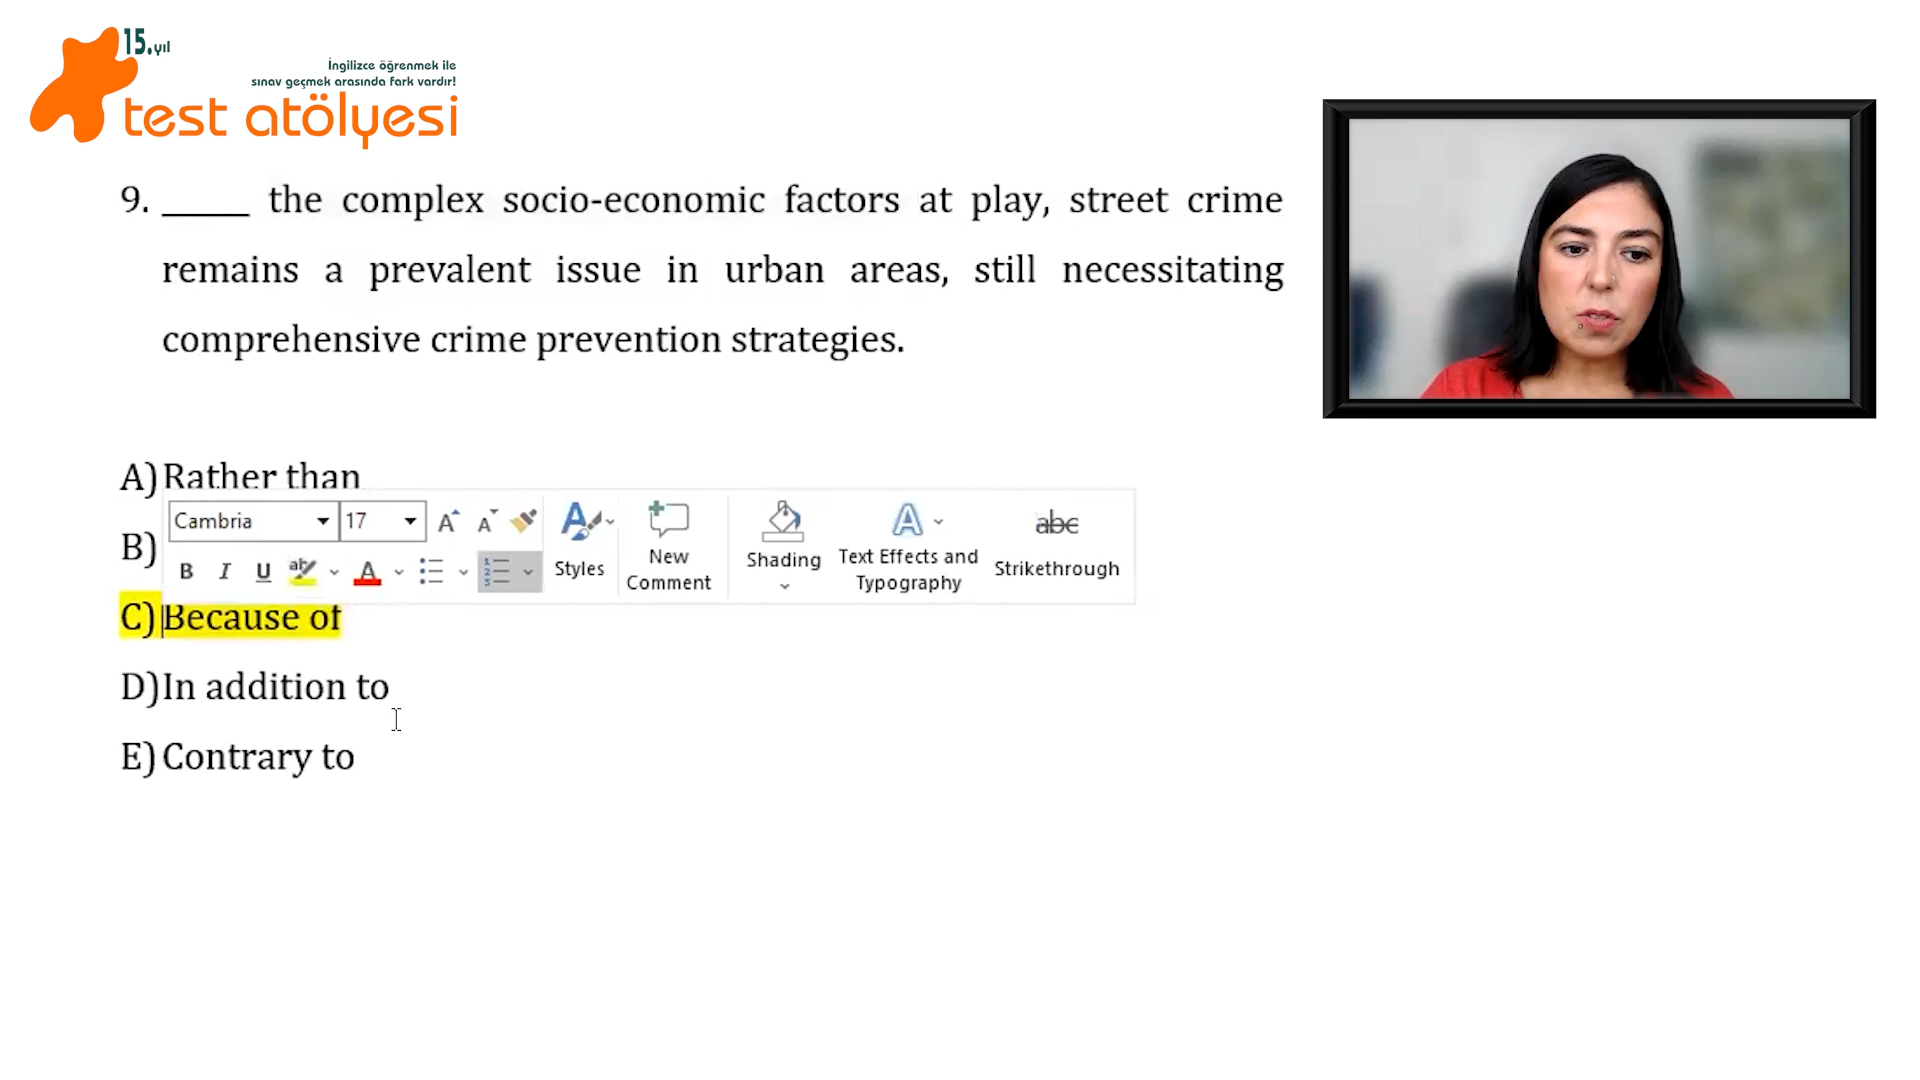 15.yıl
İngilizce öğrenmek ile
sınav geçmek arasında fark vardır!
test atölyesi
9. _____ the complex socio-economic factors at play, street crime
remains a prevalent issue in urban areas, still necessitating
comprehensive crime prevention strategies.
A) Rather than
Cambria 17
B)
B I U
Styles
New
Comment
Shading
Text Effects and
Typography
abc
Strikethrough
C) Because of
D) In addition to
E) Contrary to